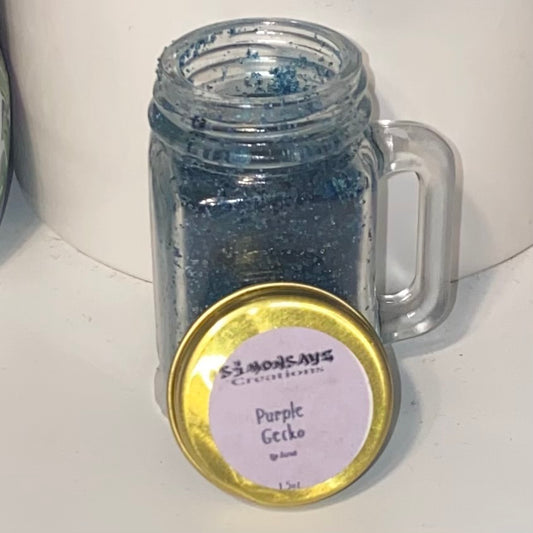 SiMONSAYS
Creations
Purple
Gecko
1.5oz